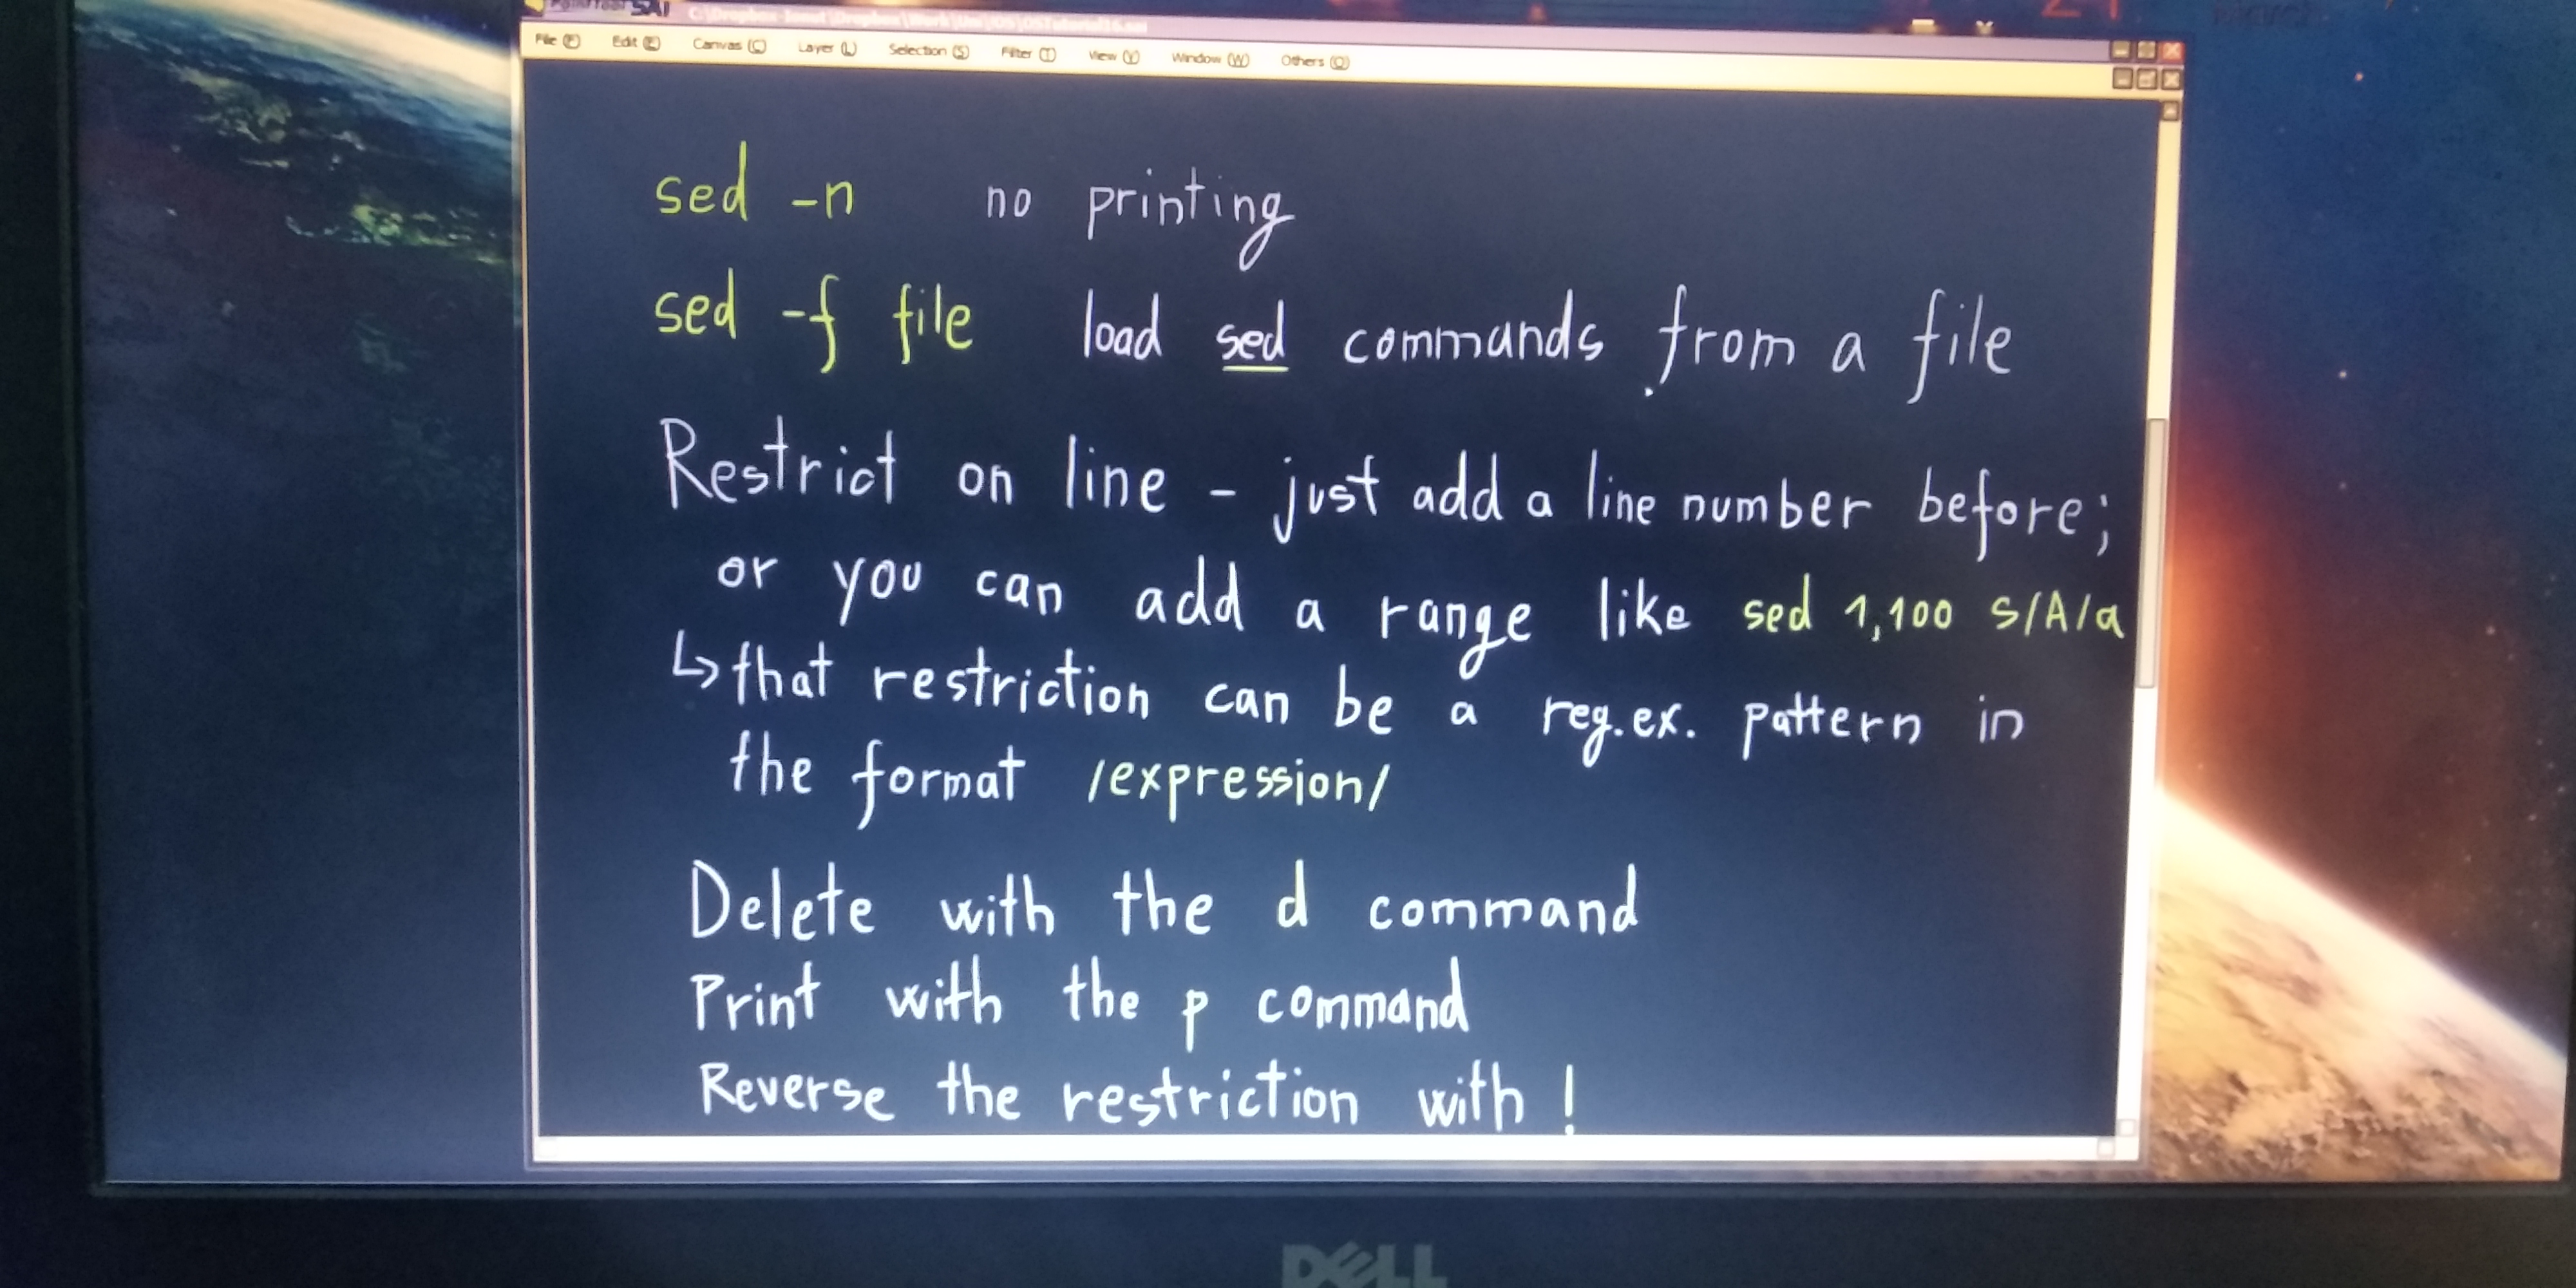 SAI
File (F) Edit (E) Canvas (C) Layer (L) Selection (S) Filter (T) View (V) Window (W) Others (O)
sed -n no printing
sed -f file load sed commands from a file
Restrict on line - just add a line number before;
or you can add a range like sed 1,100 s/A/a
↳ that restriction can be a reg.ex. pattern in
the format /expression/
Delete with the d command
Print with the p command
Reverse the restriction with !
DELL